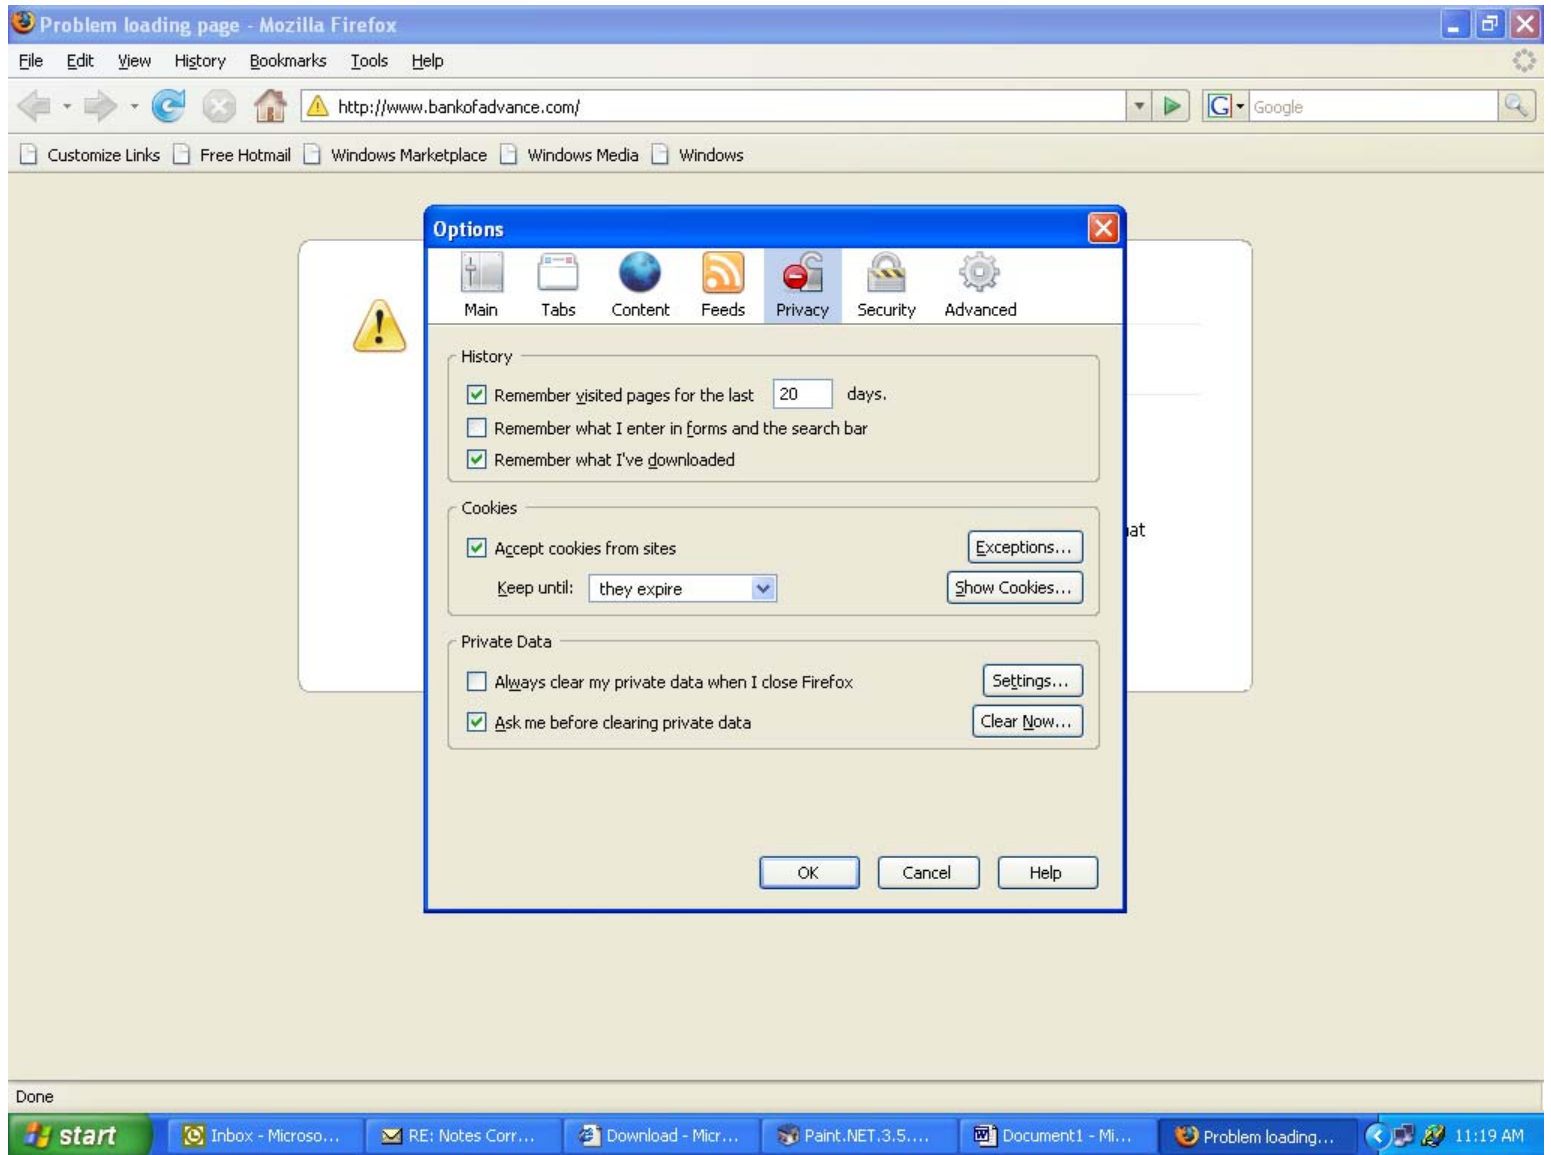 Problem loading page - Mozilla Firefox
File Edit View History Bookmarks Tools Help
http://www.bankofadvance.com/ G Google
Customize Links Free Hotmail Windows Marketplace Windows Media Windows
Options
Main Tabs Content Feeds Privacy Security Advanced
History
Remember visited pages for the last 20 days.
Remember what I enter in forms and the search bar
Remember what I've downloaded
Cookies
Accept cookies from sites Exceptions...
Keep until: they expire Show Cookies...
Private Data
Always clear my private data when I close Firefox Settings...
Ask me before clearing private data Clear Now...
OK Cancel Help
Done
start Inbox - Microso... RE: Notes Corr... Download - Micr... Paint.NET.3.5.... Document1 - Mi... Problem loading... 11:19 AM